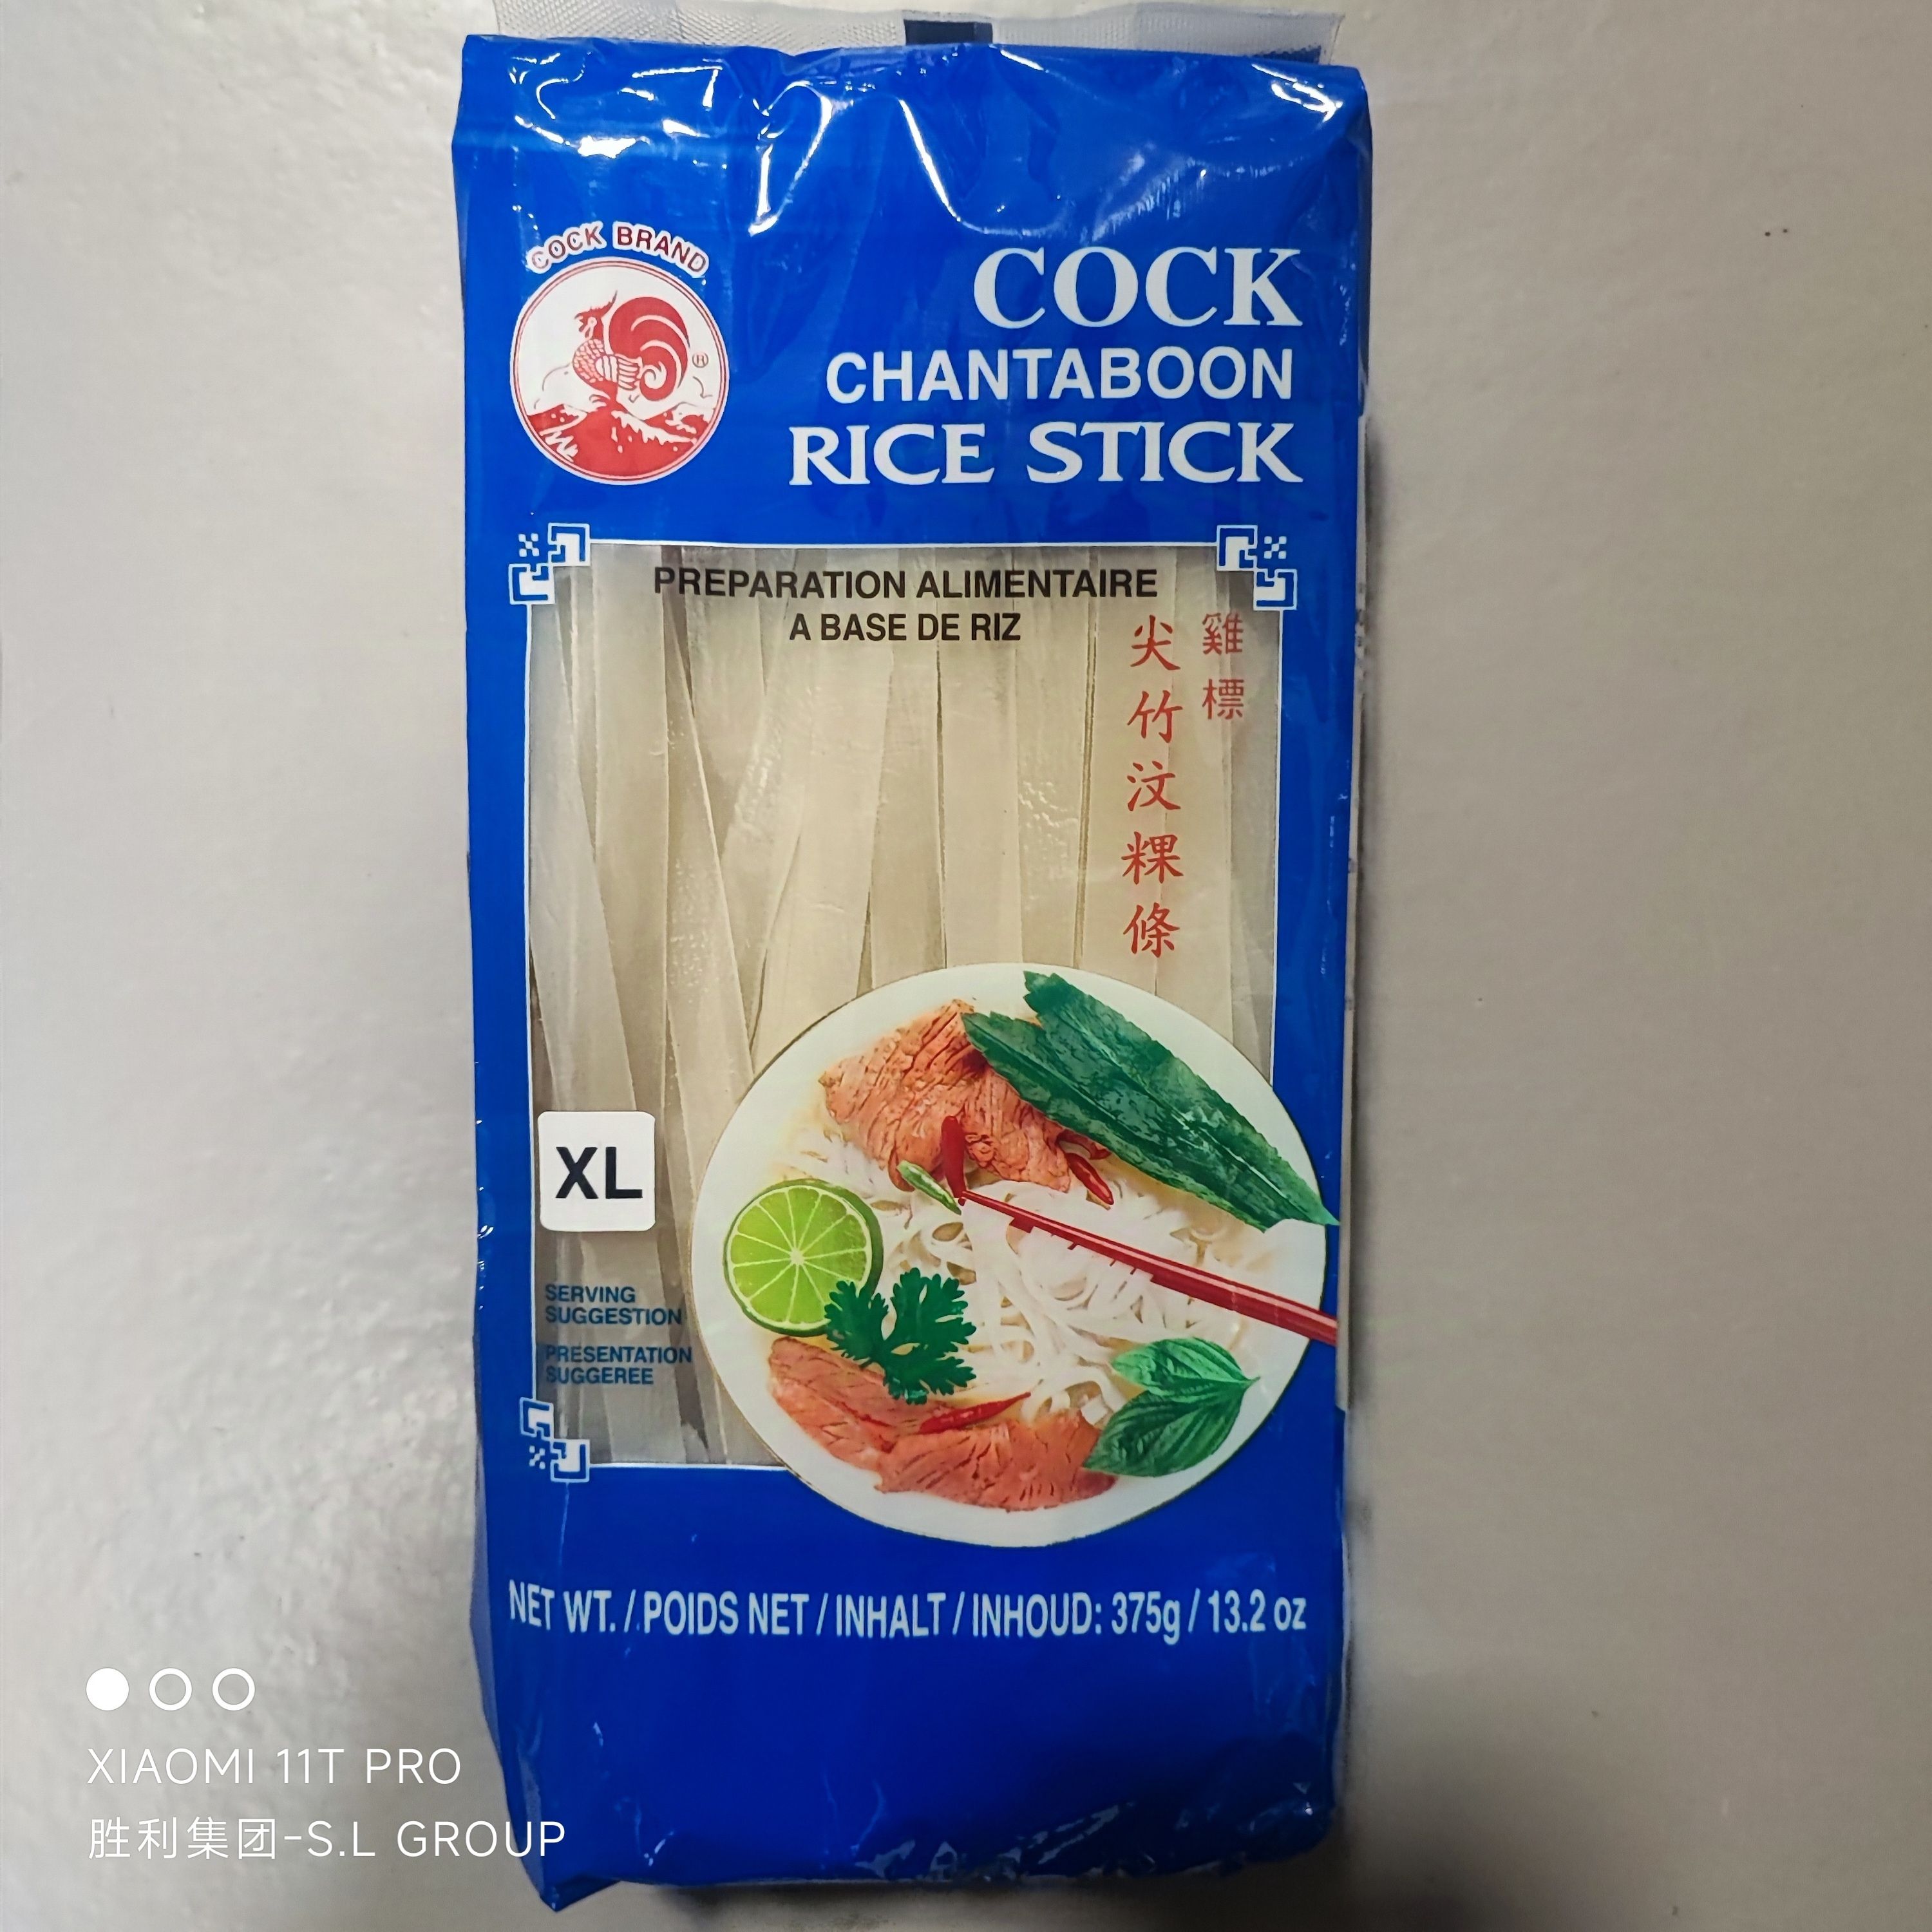 COCK BRAND
®
COCK
CHANTABOON
RICE STICK
PREPARATION ALIMENTAIRE
A BASE DE RIZ
雞標
尖竹汶粿條
XL
SERVING
SUGGESTION
PRESENTATION
SUGGEREE
NET WT. / POIDS NET / INHALT / INHOUD: 375g / 13.2 oz
XIAOMI 11T PRO
胜利集团-S.L GROUP